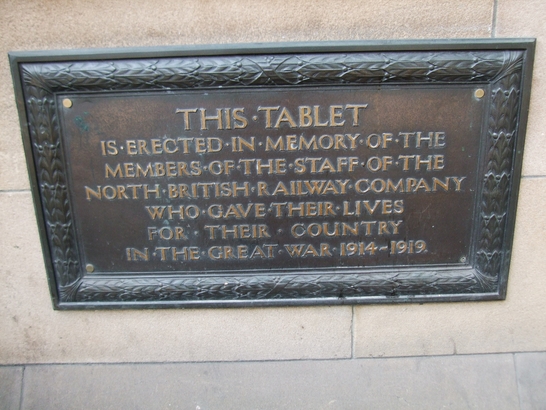 THIS·TABLET
IS·ERECTED·IN·MEMORY·OF·THE
MEMBERS·OF·THE·STAFF·OF·THE
NORTH·BRITISH·RAILWAY·COMPANY
WHO·GAVE·THEIR·LIVES
FOR·THEIR·COUNTRY
IN·THE·GREAT·WAR·1914-1919